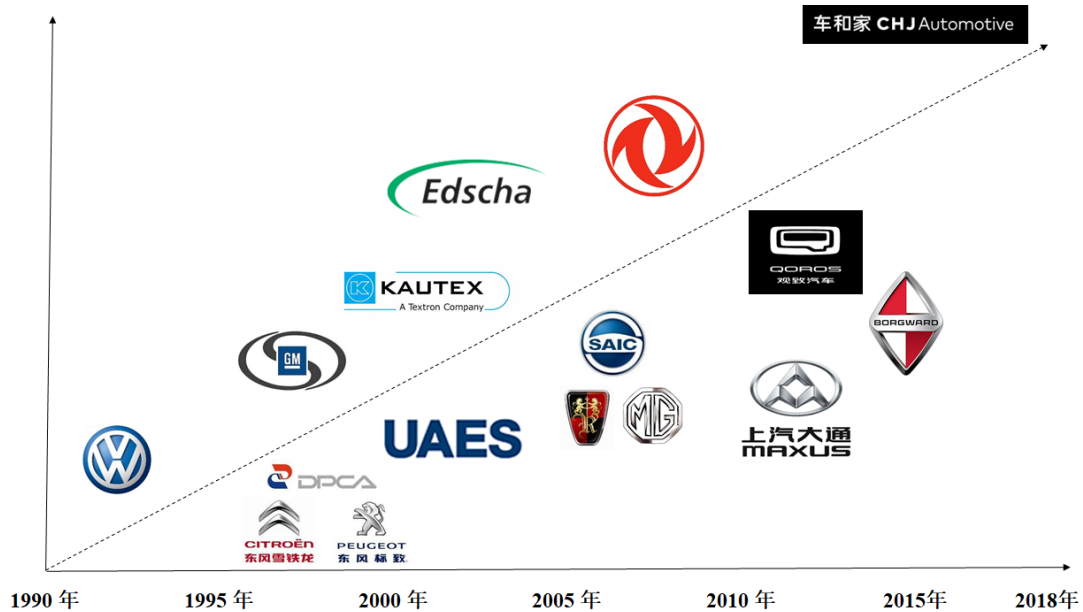 车和家 CHJ Automotive
Edscha
QOROS
观致汽车
KAUTEX
A Textron Company
BORGWARD
GM
SAIC
R
MG
UAES
上汽大通
MAXUS
DPCA
CITROËN
东风雪铁龙
PEUGEOT
东风标致
1990 年
1995 年
2000 年
2005 年
2010 年
2015年
2018年